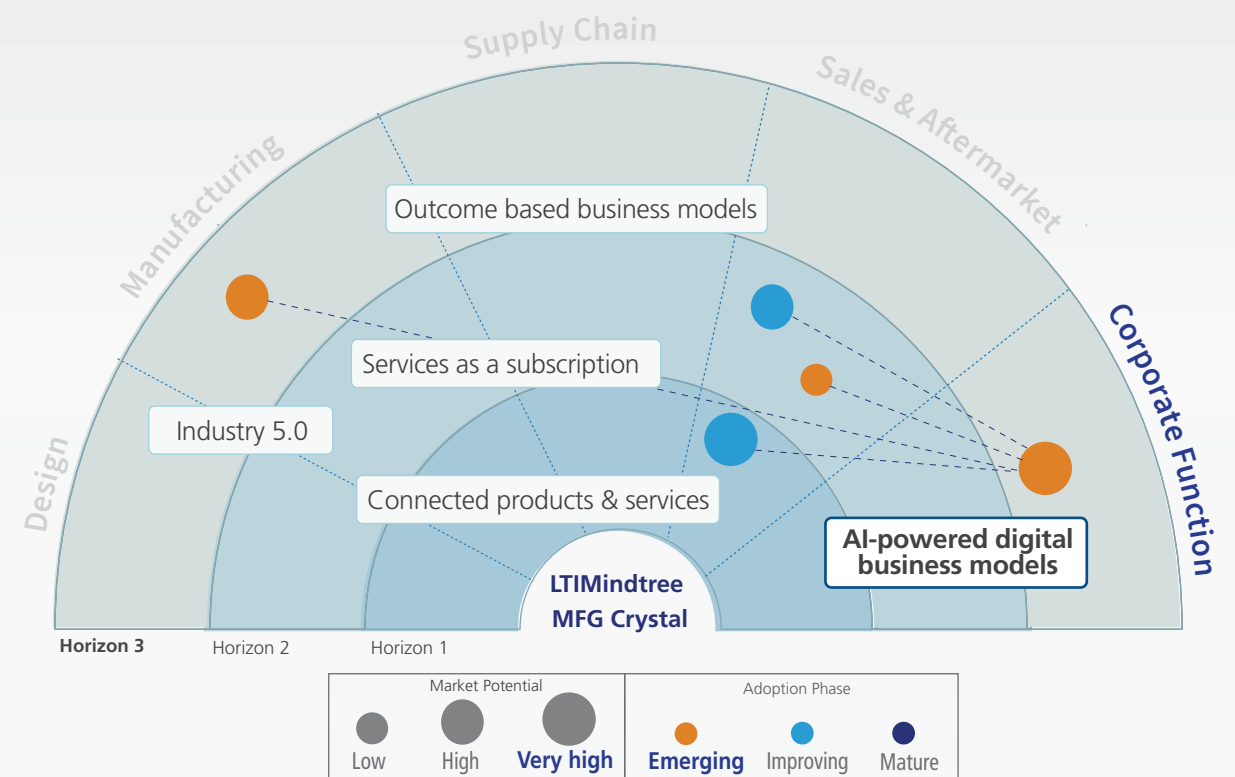 Supply Chain
Sales & Aftermarket
Manufacturing
Outcome based business models
Corporate Function
Services as a subscription
Industry 5.0
Design
Connected products & services
AI-powered digital
business models
LTIMindtree
MFG Crystal
Horizon 3
Horizon 2
Horizon 1
Market Potential
Adoption Phase
Low
High
Very high
Emerging
Improving
Mature